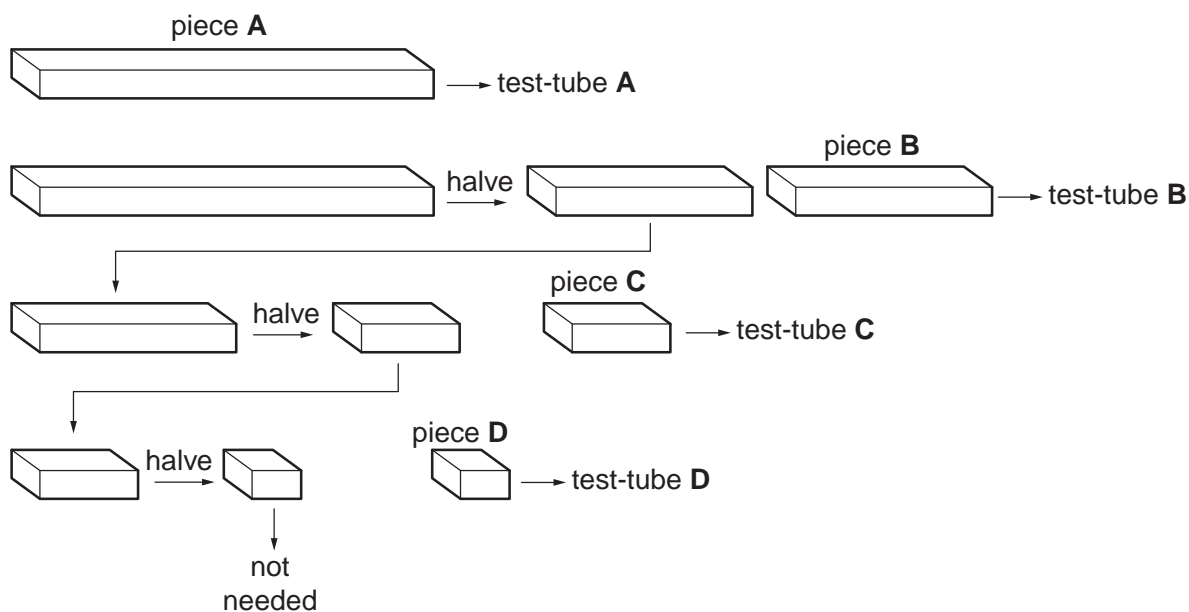 piece A
test-tube A
halve
piece B
test-tube B
halve
piece C
test-tube C
halve
piece D
test-tube D
not
needed